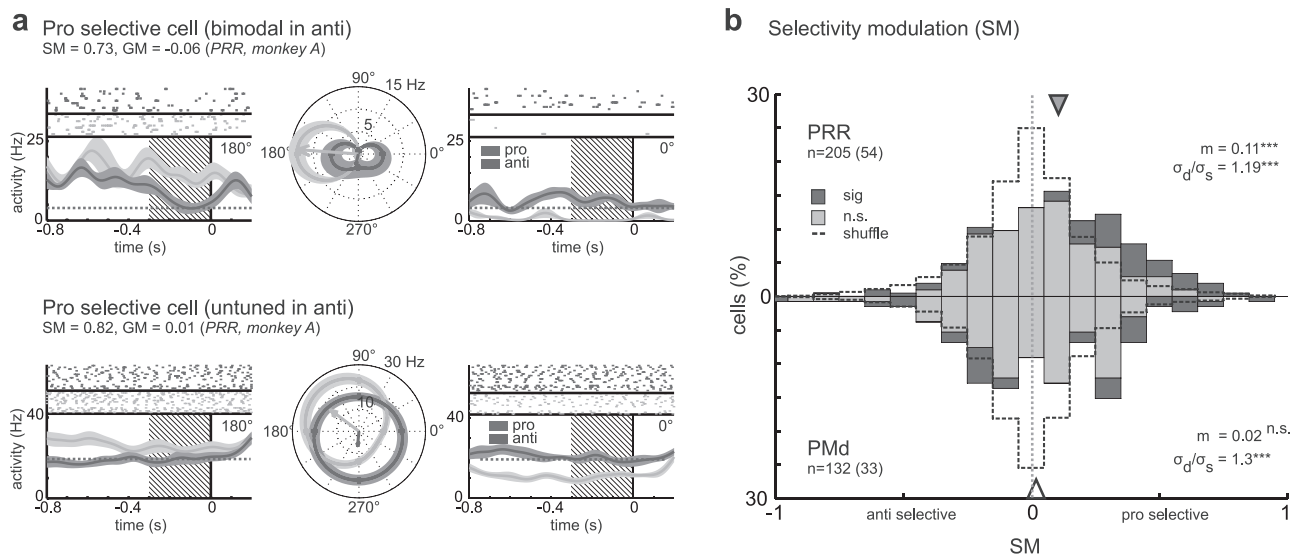 a
Pro selective cell (bimodal in anti)
SM = 0.73, GM = -0.06 (PRR, monkey A)
25
0
activity (Hz)
180°
-0.8 -0.4 0
time (s)
90°
15 Hz
5
180°
0°
270°
25
0
0°
pro
anti
-0.8 -0.4 0
time (s)
Pro selective cell (untuned in anti)
SM = 0.82, GM = 0.01 (PRR, monkey A)
40
0
activity (Hz)
180°
-0.8 -0.4 0
time (s)
90°
30 Hz
10
180°
0°
270°
40
0
0°
pro
anti
-0.8 -0.4 0
time (s)
b
Selectivity modulation (SM)
30
0
30
cells (%)
PRR
n=205 (54)
sig
n.s.
shuffle
m = 0.11***
σd/σs = 1.19***
PMd
n=132 (33)
m = 0.02 n.s.
σd/σs = 1.3***
-1 anti selective 0 pro selective 1
SM